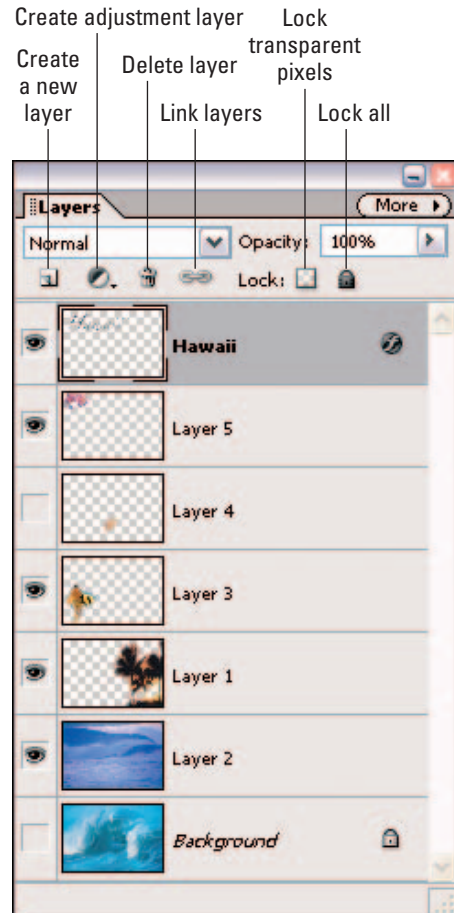 Create adjustment layer
Lock
transparent
pixels
Create
a new
layer
Delete layer
Link layers
Lock all
Layers
More
Normal
Opacity:
100%
Lock:
Hawaii
Hawaii
Layer 5
Layer 4
Layer 3
Layer 1
Layer 2
Background